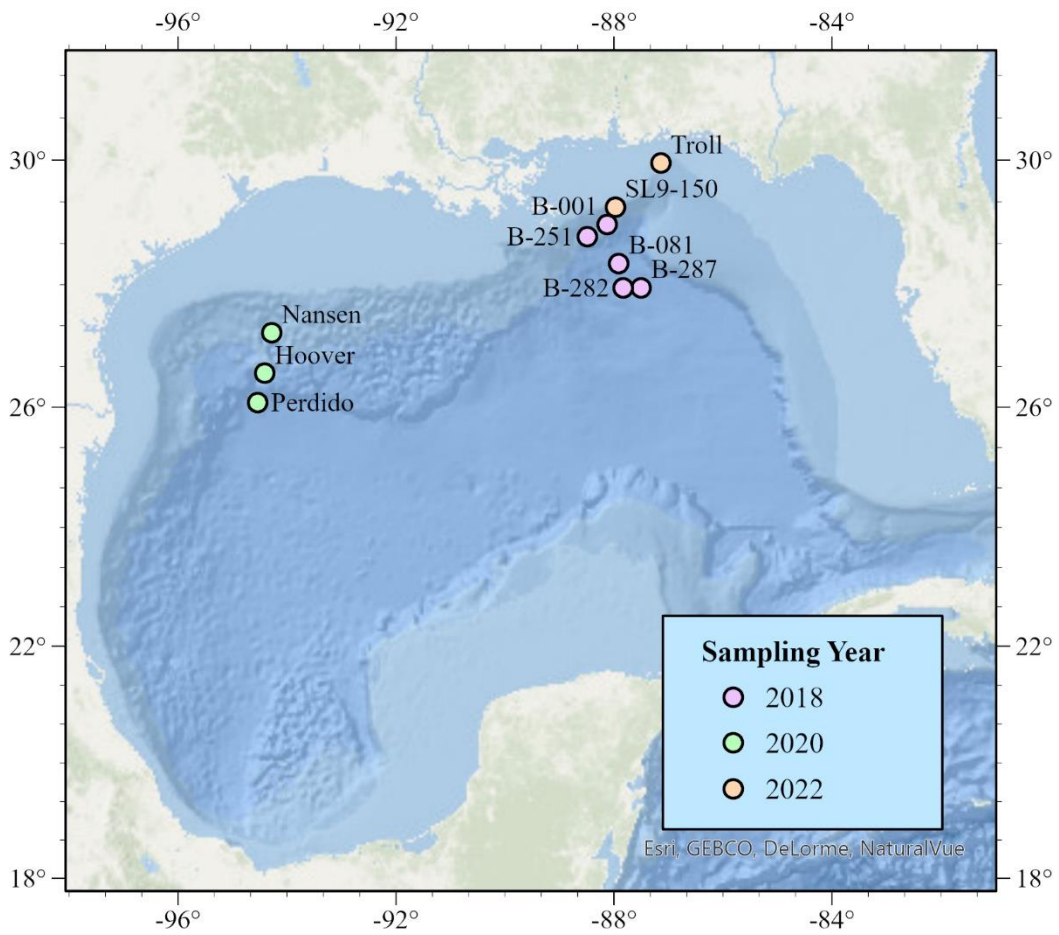 -96° -92° -88° -84°
30° Troll 30°
SL9-150
B-001
B-251
B-081
B-287
B-282
Nansen
Hoover
Perdido
26° 26°
22° 22°
Sampling Year
2018
2020
2022
Esri, GEBCO, DeLorme, NaturalVue
18° 18°
-96° -92° -88° -84°